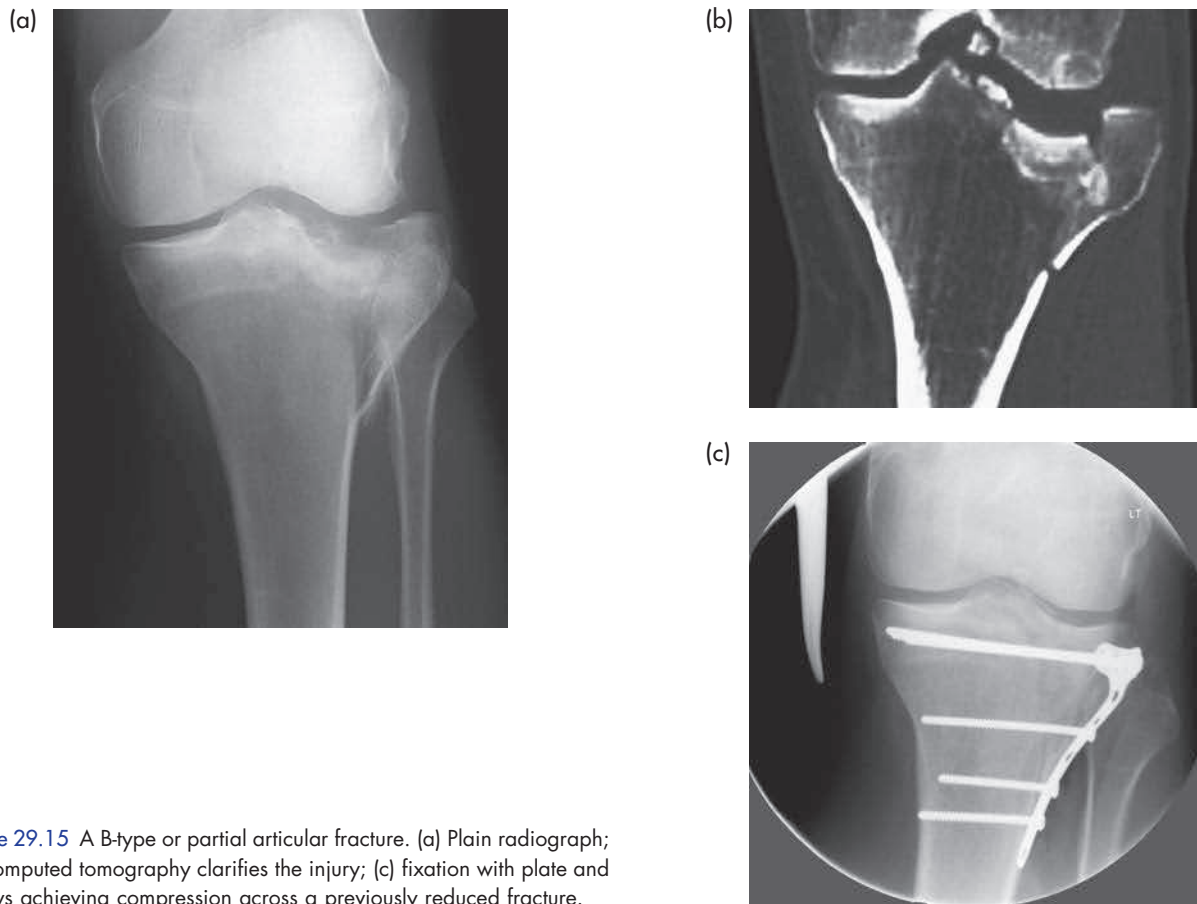 (a)
(b)
(c)
LT
e 29.15 A B-type or partial articular fracture. (a) Plain radiograph;
omputed tomography clarifies the injury; (c) fixation with plate and
ws achieving compression across a previously reduced fracture.